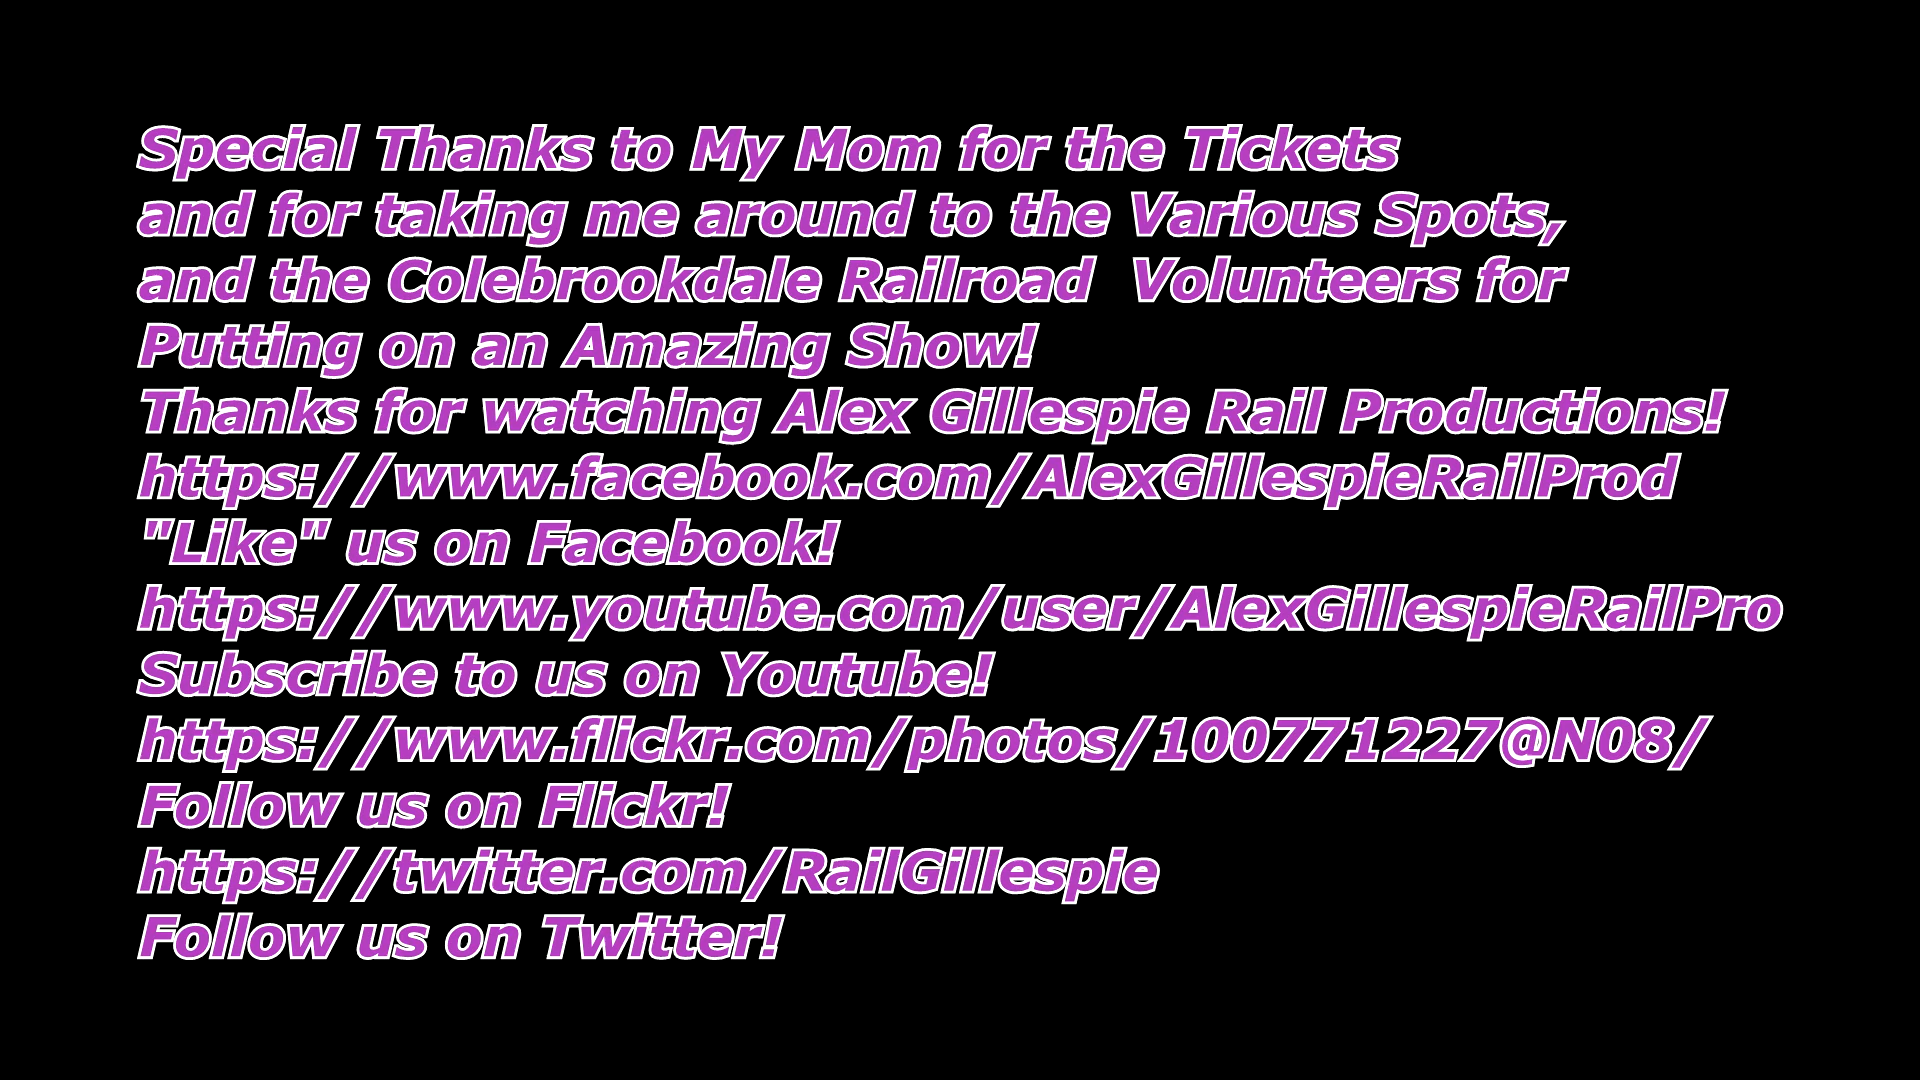 Special Thanks to My Mom for the Tickets
and for taking me around to the Various Spots,
and the Colebrookdale Railroad  Volunteers for
Putting on an Amazing Show!
Thanks for watching Alex Gillespie Rail Productions!
https://www.facebook.com/AlexGillespieRailProd
"Like" us on Facebook!
https://www.youtube.com/user/AlexGillespieRailPro
Subscribe to us on Youtube!
https://www.flickr.com/photos/100771227@N08/
Follow us on Flickr!
https://twitter.com/RailGillespie
Follow us on Twitter!